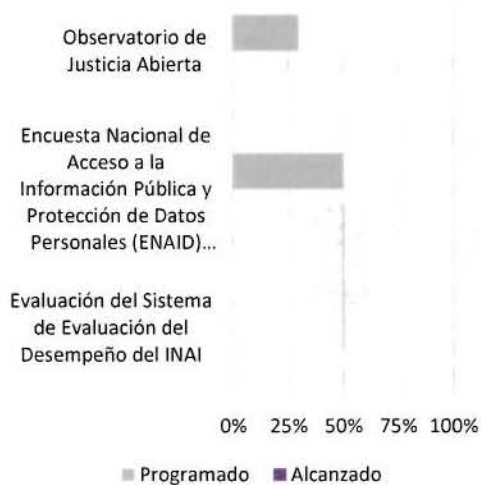 Observatorio de
Justicia Abierta
Encuesta Nacional de
Acceso a la
Información Pública y
Protección de Datos
Personales (ENAID)...
Evaluación del Sistema
de Evaluación del
Desempeño del INAI
0% 25% 50% 75% 100%
Programado Alcanzado